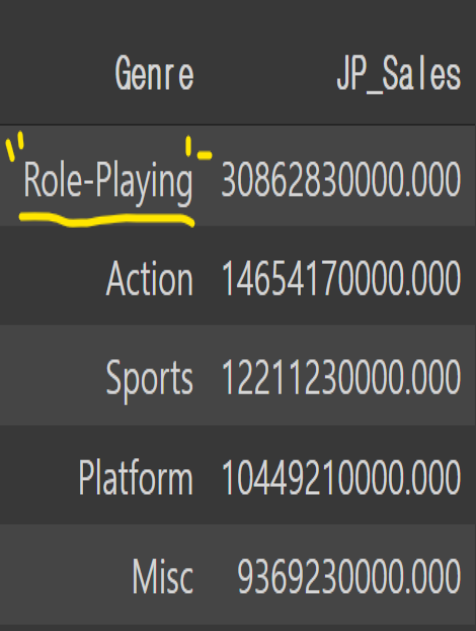 Genre JP_Sales
Role-Playing 30862830000.000
Action 14654170000.000
Sports 12211230000.000
Platform 10449210000.000
Misc 9369230000.000